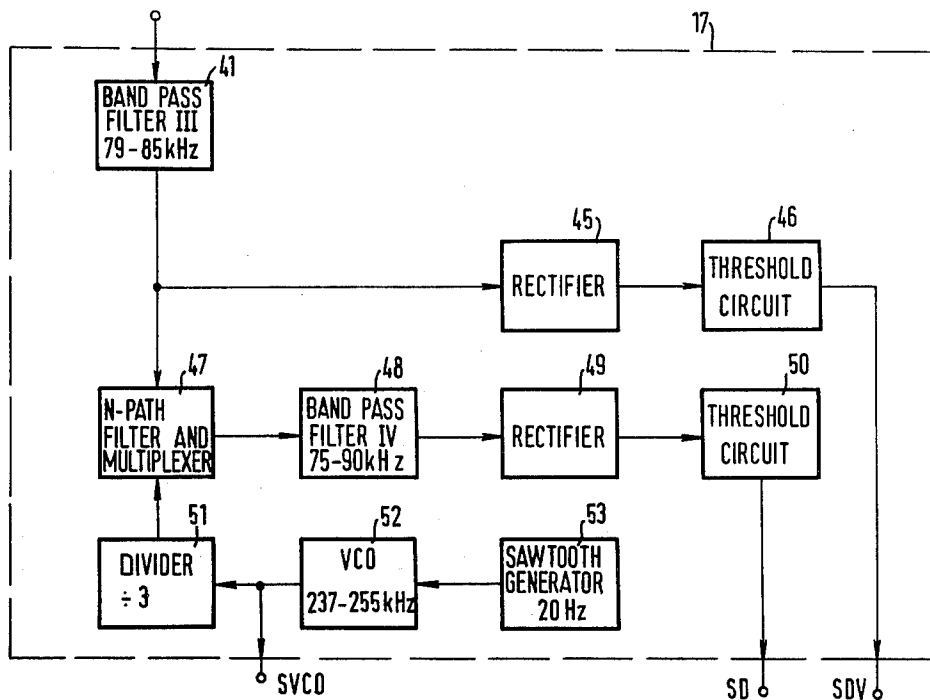 17
41
BAND PASS
FILTER III
79-85kHz
45
RECTIFIER
46
THRESHOLD
CIRCUIT
47
N-PATH
FILTER AND
MULTIPLEXER
48
BAND PASS
FILTER IV
75-90kHz
49
RECTIFIER
50
THRESHOLD
CIRCUIT
51
DIVIDER
÷ 3
52
VCO
237-255kHz
53
SAWTOOTH
GENERATOR
20 Hz
SVCO
SD
SDV